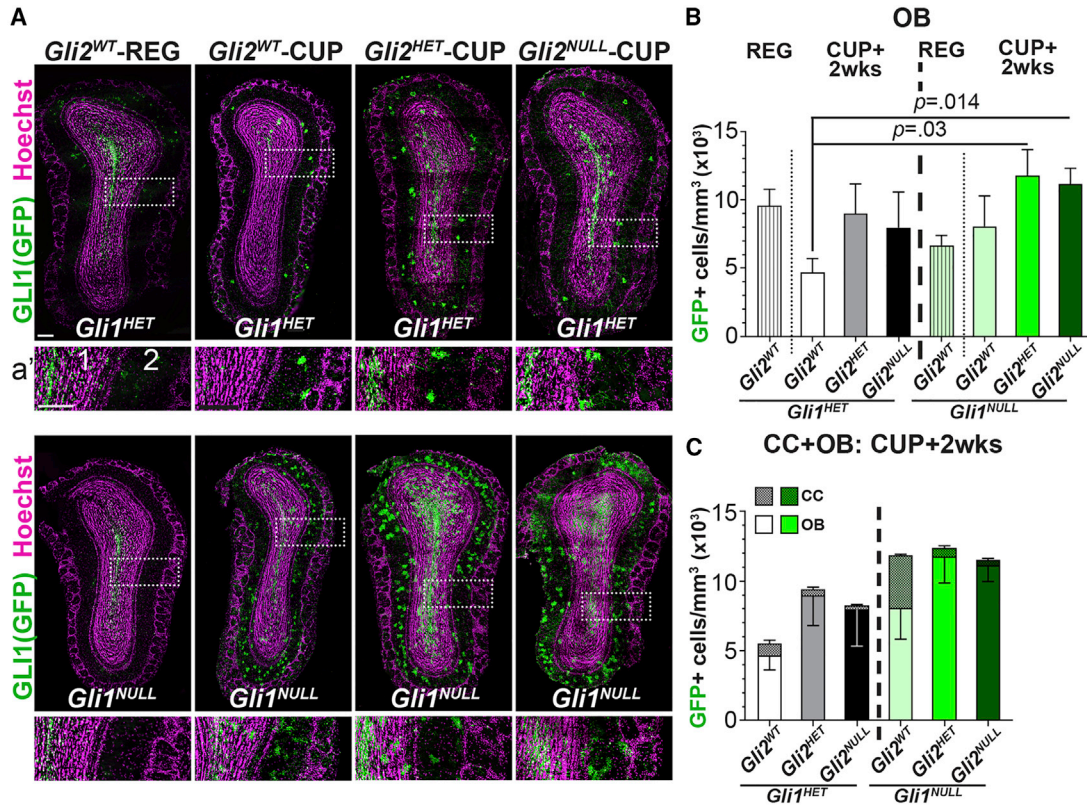 A
Gli2WT-REG Gli2WT-CUP Gli2HET-CUP Gli2NULL-CUP
GLI1(GFP) Hoechst
Gli1HET Gli1HET Gli1HET Gli1HET
a'
1 2
GLI1(GFP) Hoechst
Gli1NULL Gli1NULL Gli1NULL Gli1NULL
B
OB
REG CUP+ 2wks REG CUP+ 2wks
p=.014
p=.03
GFP+ cells/mm³ (x10³)
15
10
5
0
Gli2WT Gli2WT Gli2HET Gli2NULL Gli2WT Gli2WT Gli2HET Gli2NULL
Gli1HET Gli1NULL
C
CC+OB: CUP+2wks
CC
OB
GFP+ cells/mm³ (x10³)
15
10
5
0
Gli2WT Gli2HET Gli2NULL Gli2WT Gli2HET Gli2NULL
Gli1HET Gli1NULL